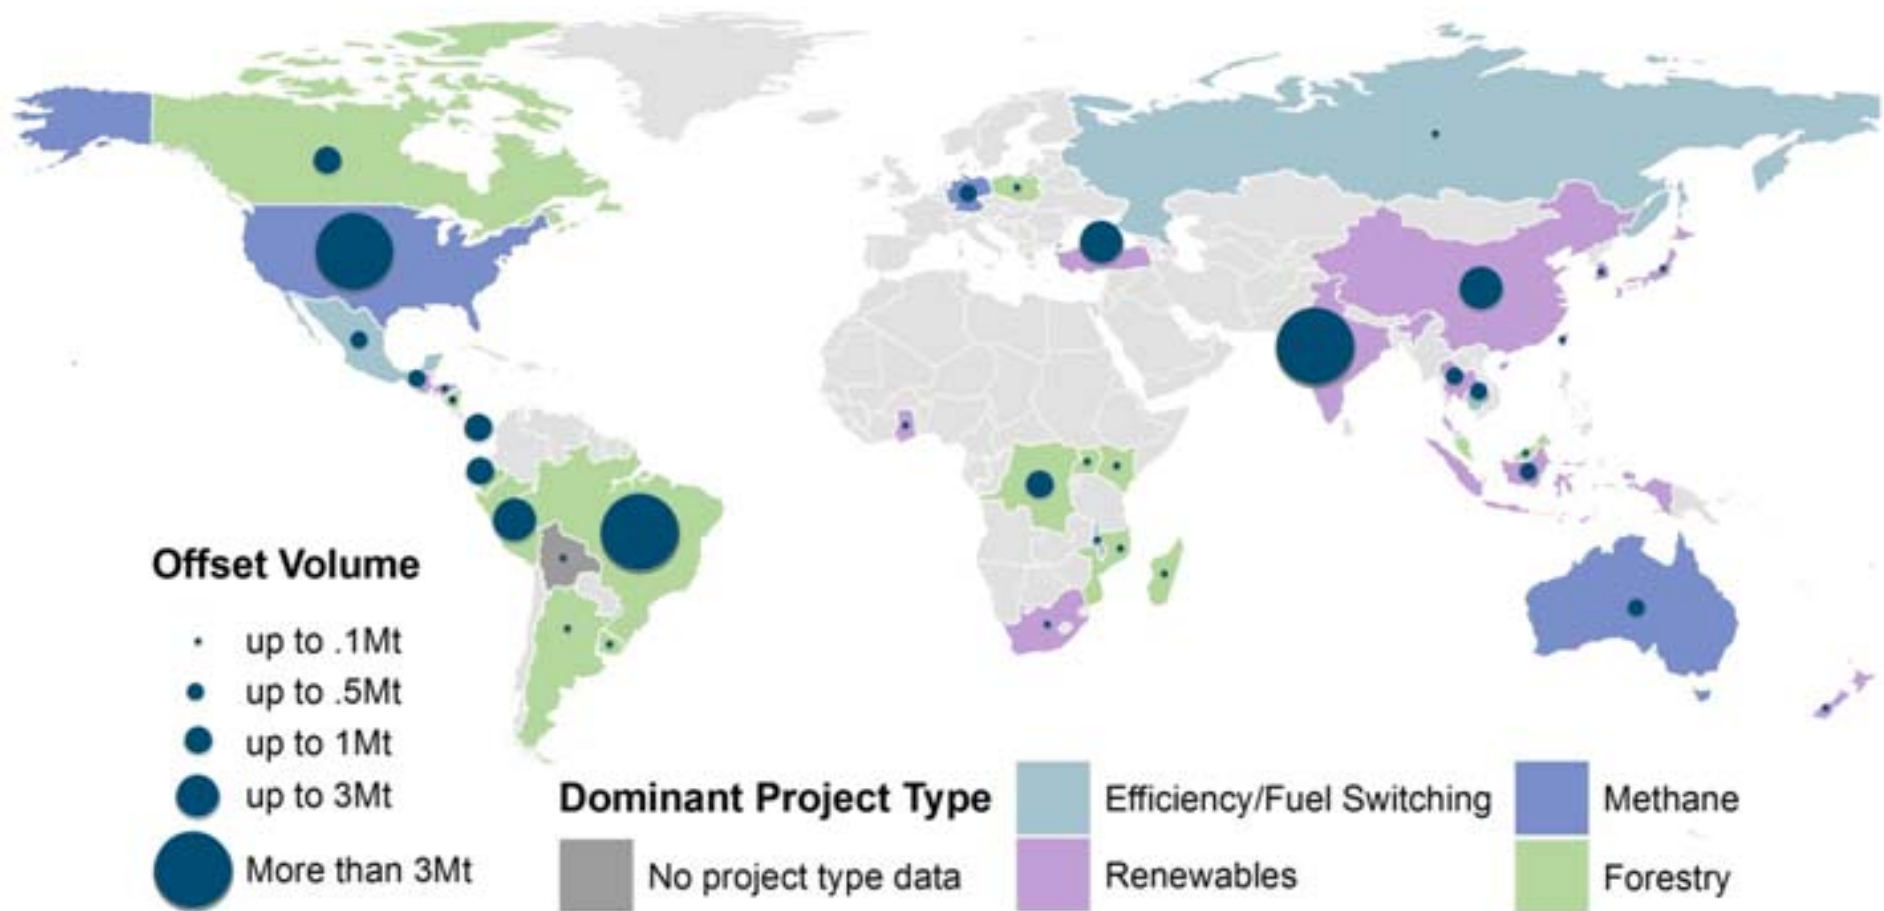 Offset Volume
up to .1Mt
up to .5Mt
up to 1Mt
up to 3Mt
More than 3Mt
Dominant Project Type
No project type data
Efficiency/Fuel Switching
Renewables
Methane
Forestry